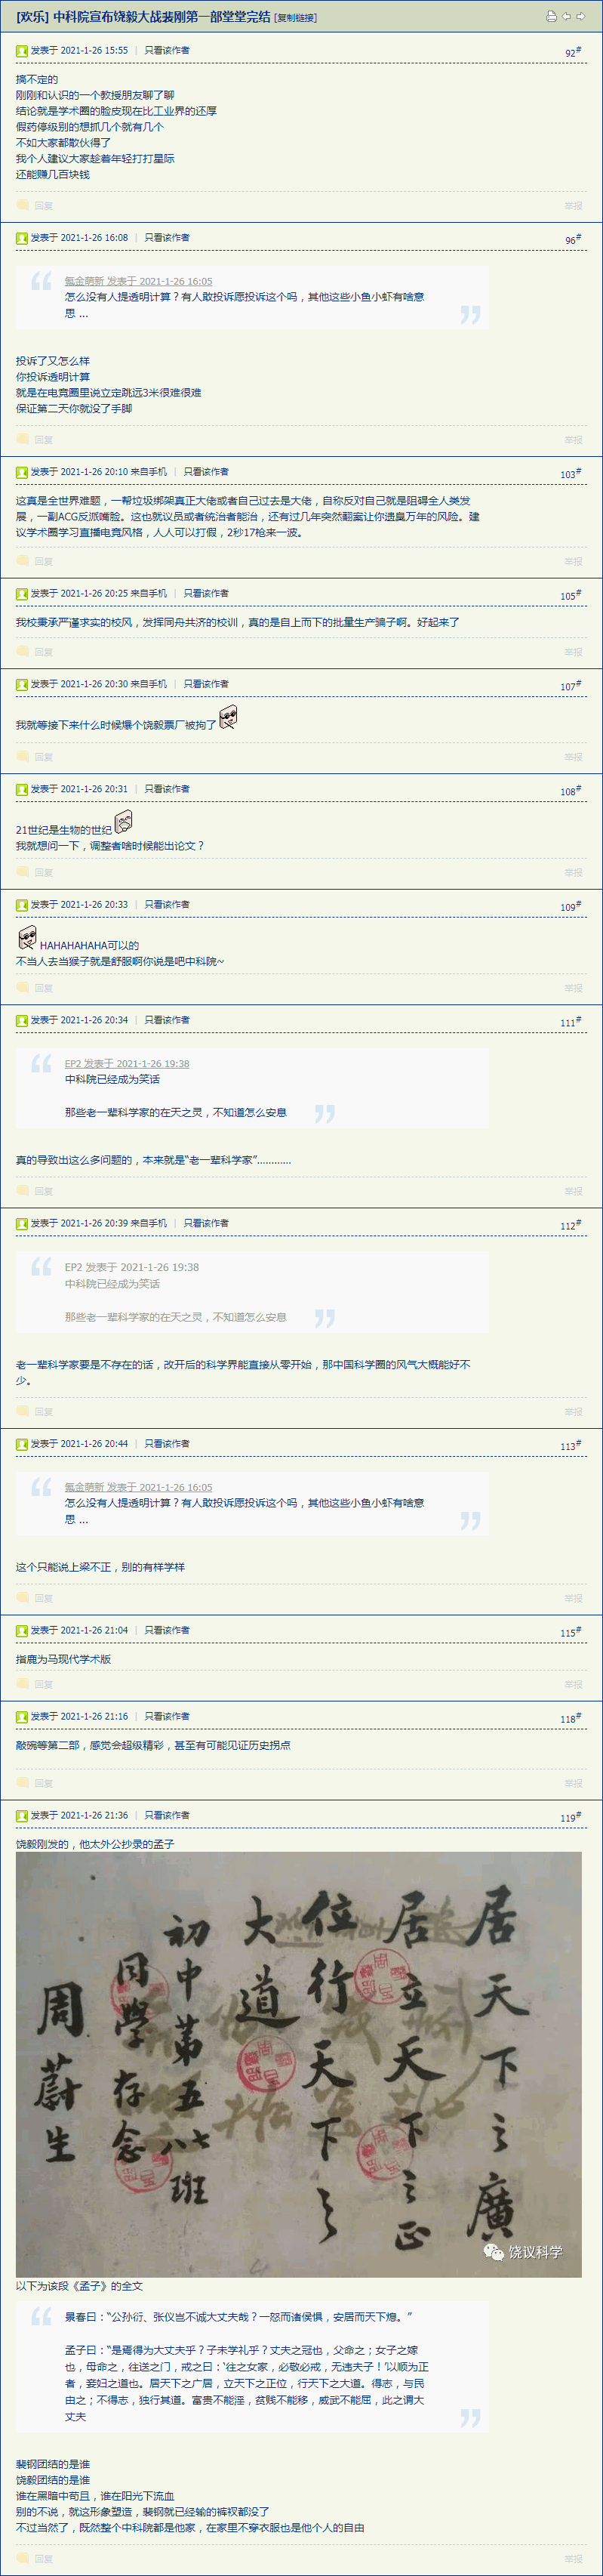 [欢乐] 中科院宣布饶毅大战裴刚第一部堂堂完结 [复制链接]
发表于 2021-1-26 15:55 | 只看该作者
92#
搞不定的
刚刚和认识的一个教授朋友聊了聊
结论就是学术圈的脸皮现在比工业界的还厚
假药停级别的想抓几个就有几个
不如大家都散伙得了
我个人建议大家趁着年轻打打星际
还能赚几百块钱
回复
举报
发表于 2021-1-26 16:08 | 只看该作者
96#
氪金萌新 发表于 2021-1-26 16:05
怎么没有人提透明计算？有人敢投诉愿投诉这个吗，其他这些小鱼小虾有啥意
思 ...
投诉了又怎么样
你投诉透明计算
就是在电竞圈里说立定跳远3米很难很难
保证第二天你就没了手脚
回复
举报
发表于 2021-1-26 20:10 来自手机 | 只看该作者
103#
这真是全世界难题，一帮垃圾绑架真正大佬或者自己过去是大佬，自称反对自己就是阻碍全人类发
展，一副ACG反派嘴脸。这也就议员或者统治者能治，还有过几年突然翻案让你遗臭万年的风险。建
议学术圈学习直播电竞风格，人人可以打假，2秒17枪来一波。
回复
举报
发表于 2021-1-26 20:25 来自手机 | 只看该作者
105#
我校秉承严谨求实的校风，发挥同舟共济的校训，真的是自上而下的批量生产骗子啊。好起来了
回复
举报
发表于 2021-1-26 20:30 来自手机 | 只看该作者
107#
我就等接下来什么时候爆个饶毅票厂被拘了
回复
举报
发表于 2021-1-26 20:31 | 只看该作者
108#
21世纪是生物的世纪
我就想问一下，调整者啥时候能出论文？
回复
举报
发表于 2021-1-26 20:33 | 只看该作者
109#
HAHAHAHAHA可以的
不当人去当猴子就是舒服啊你说是吧中科院~
回复
举报
发表于 2021-1-26 20:34 | 只看该作者
111#
EP2 发表于 2021-1-26 19:38
中科院已经成为笑话
那些老一辈科学家的在天之灵，不知道怎么安息
真的导致出这么多问题的，本来就是“老一辈科学家”…………
回复
举报
发表于 2021-1-26 20:39 来自手机 | 只看该作者
112#
EP2 发表于 2021-1-26 19:38
中科院已经成为笑话
那些老一辈科学家的在天之灵，不知道怎么安息
老一辈科学家要是不存在的话，改开后的科学界能直接从零开始，那中国科学圈的风气大概能好不
少。
回复
举报
发表于 2021-1-26 20:44 | 只看该作者
113#
氪金萌新 发表于 2021-1-26 16:05
怎么没有人提透明计算？有人敢投诉愿投诉这个吗，其他这些小鱼小虾有啥意
思 ...
这个只能说上梁不正，别的有样学样
回复
举报
发表于 2021-1-26 21:04 | 只看该作者
115#
指鹿为马现代学术版
回复
举报
发表于 2021-1-26 21:16 | 只看该作者
118#
敲碗等第二部，感觉会超级精彩，甚至有可能见证历史拐点
回复
举报
发表于 2021-1-26 21:36 | 只看该作者
119#
饶毅刚发的，他太外公抄录的孟子
居天下之廣
居立天下之正
位行天下之
大道
初中第五八班
同學存念
周蔚生
饶议科学
以下为该段《孟子》的全文
景春曰：“公孙衍、张仪岂不诚大丈夫哉？一怒而诸侯惧，安居而天下熄。”
孟子曰：“是焉得为大丈夫乎？子未学礼乎？丈夫之冠也，父命之；女子之嫁
也，母命之，往送之门，戒之曰：‘往之女家，必敬必戒，无违夫子！’以顺为正
者，妾妇之道也。居天下之广居，立天下之正位，行天下之大道。得志，与民
由之；不得志，独行其道。富贵不能淫，贫贱不能移，威武不能屈，此之谓大
丈夫
裴钢团结的是谁
饶毅团结的是谁
谁在黑暗中苟且，谁在阳光下流血
别的不说，就这形象塑造，裴钢就已经输的裤衩都没了
不过当然了，既然整个中科院都是他家，在家里不穿衣服也是他个人的自由
回复
举报